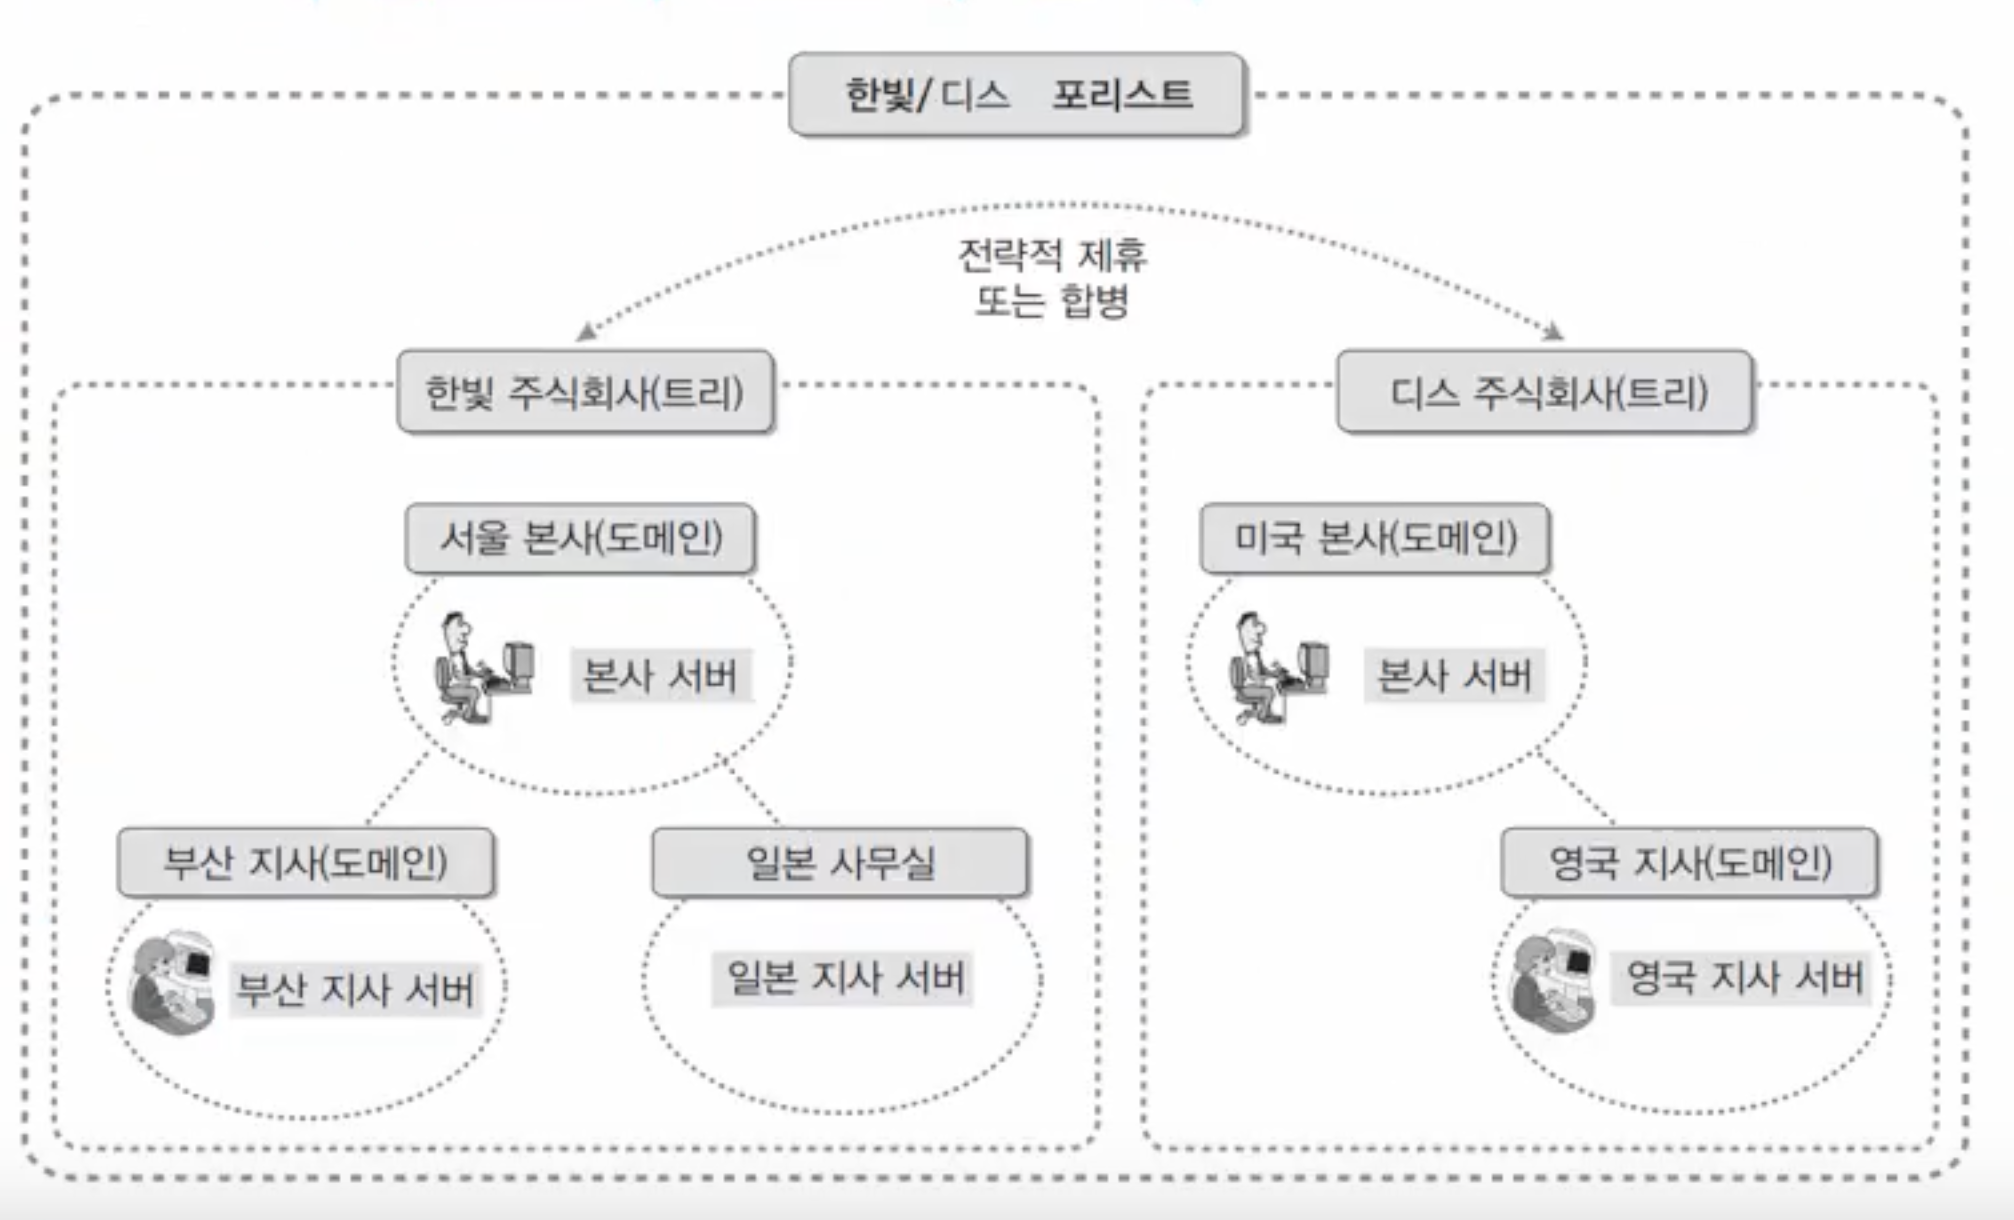 한빛/디스 포리스트
전략적 제휴
또는 합병
한빛 주식회사(트리)
디스 주식회사(트리)
서울 본사(도메인)
미국 본사(도메인)
본사 서버
본사 서버
부산 지사(도메인)
일본 사무실
영국 지사(도메인)
부산 지사 서버
일본 지사 서버
영국 지사 서버